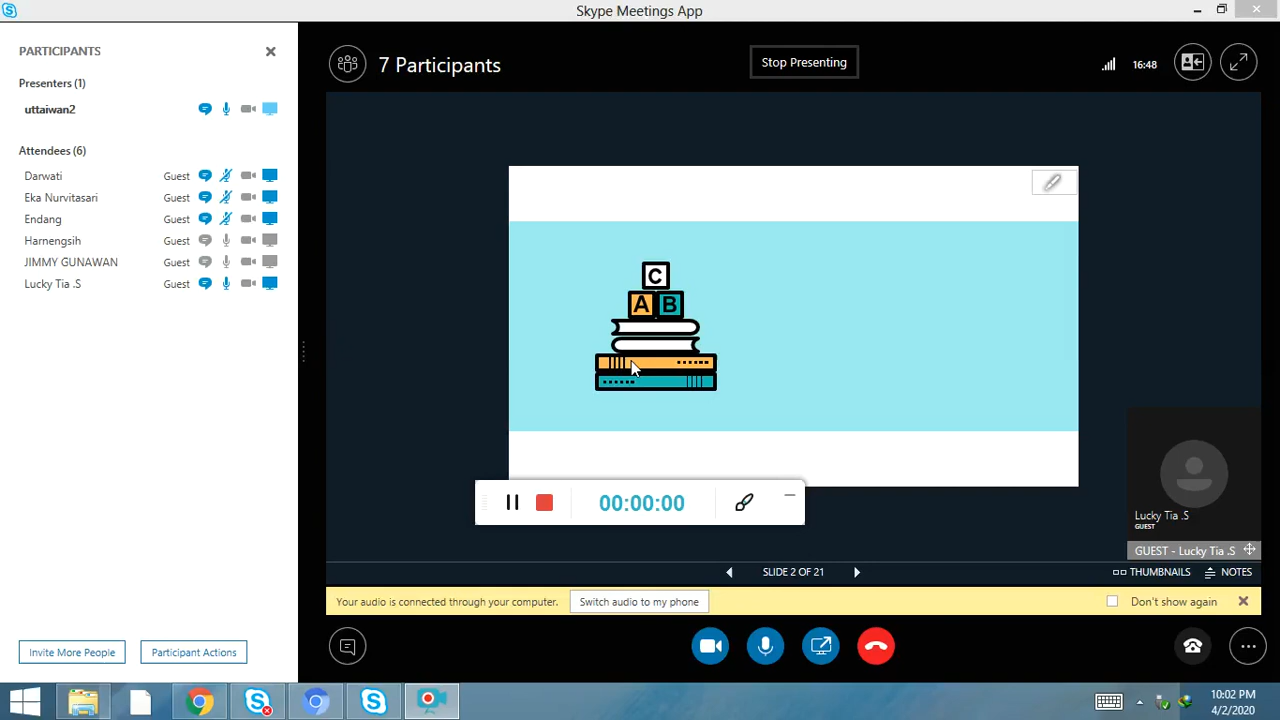 Skype Meetings App
PARTICIPANTS
Presenters (1)
uttaiwan2
Attendees (6)
Darwati Guest
Eka Nurvitasari Guest
Endang Guest
Harnengsih Guest
JIMMY GUNAWAN Guest
Lucky Tia .S Guest
Invite More People
Participant Actions
7 Participants
Stop Presenting
16:48
C
A B
00:00:00
Lucky Tia .S
GUEST
GUEST - Lucky Tia .S
SLIDE 2 OF 21
THUMBNAILS
NOTES
Your audio is connected through your computer.
Switch audio to my phone
Don't show again
10:02 PM
4/2/2020